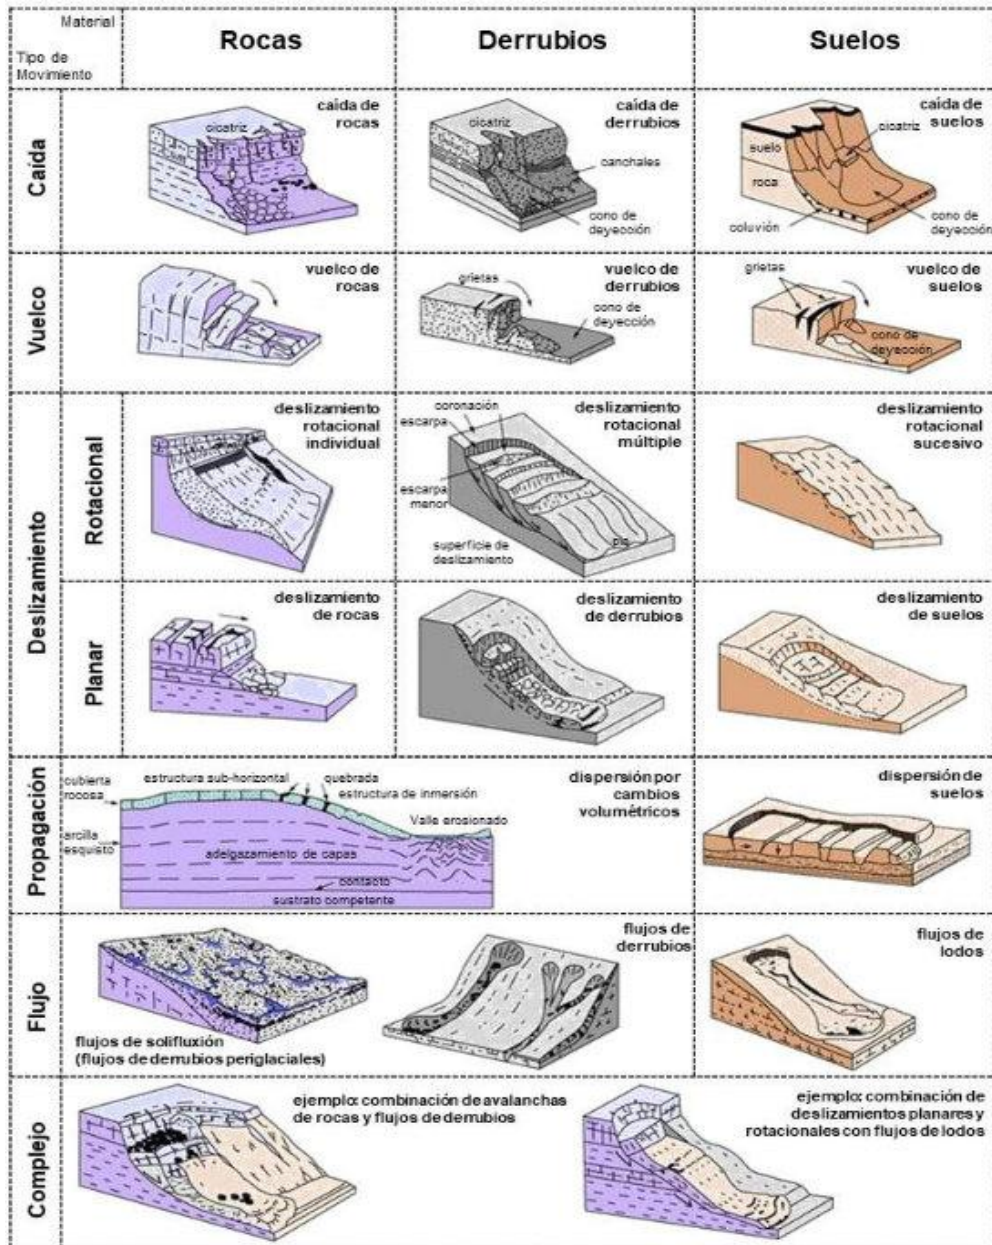 Material
Tipo de
Movimiento
Rocas
Derrubios
Suelos
Caída
caída de
rocas
cicatriz
caída de
derrubios
cicatriz
canchales
cono de
deyección
caída de
suelos
cicatriz
suelo
roca
coluvión
cono de
deyección
Vuelco
vuelco de
rocas
grietas
vuelco de
derrubios
cono de
deyección
grietas
vuelco de
suelos
cono de
deyección
Deslizamiento
Rotacional
deslizamiento
rotacional
individual
coronación
escarpa
deslizamiento
rotacional
múltiple
escarpa
menor
superficie de
deslizamiento
pie
deslizamiento
rotacional
sucesivo
Planar
deslizamiento
de rocas
deslizamiento
de derrubios
deslizamiento
de suelos
Propagación
cubierta
rocosa
estructura sub-horizontal
quebrada
estructura de inmersión
Valle erosionado
arcilla
esquisto
adelgazamiento de capas
contacto
sustrato competente
dispersión por
cambios
volumétricos
dispersión de
suelos
Flujo
flujos de solifluxión
(flujos de derrubios periglaciales)
flujos de
derrubios
flujos de
lodos
Complejo
ejemplo: combinación de avalanchas
de rocas y flujos de derrubios
ejemplo: combinación de
deslizamientos planares y
rotacionales con flujos de lodos